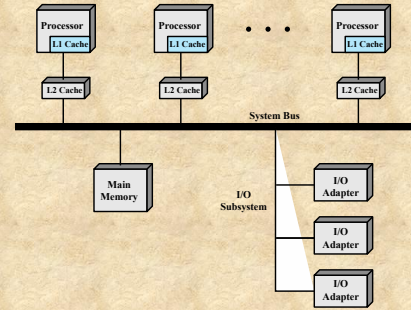 Processor
L1 Cache
Processor
L1 Cache
Processor
L1 Cache
L2 Cache
L2 Cache
L2 Cache
System Bus
Main
Memory
I/O
Subsystem
I/O
Adapter
I/O
Adapter
I/O
Adapter